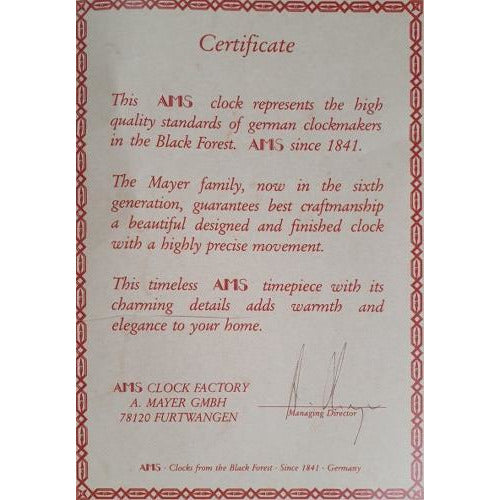 Certificate
This AMS clock represents the high
quality standards of german clockmakers
in the Black Forest. AMS since 1841.
The Mayer family, now in the sixth
generation, guarantees best craftmanship
a beautiful designed and finished clock
with a highly precise movement.
This timeless AMS timepiece with its
charming details adds warmth and
elegance to your home.
AMS CLOCK FACTORY
A. MAYER GMBH
78120 FURTWANGEN
Managing Director
AMS · Clocks from the Black Forest · Since 1841 · Germany